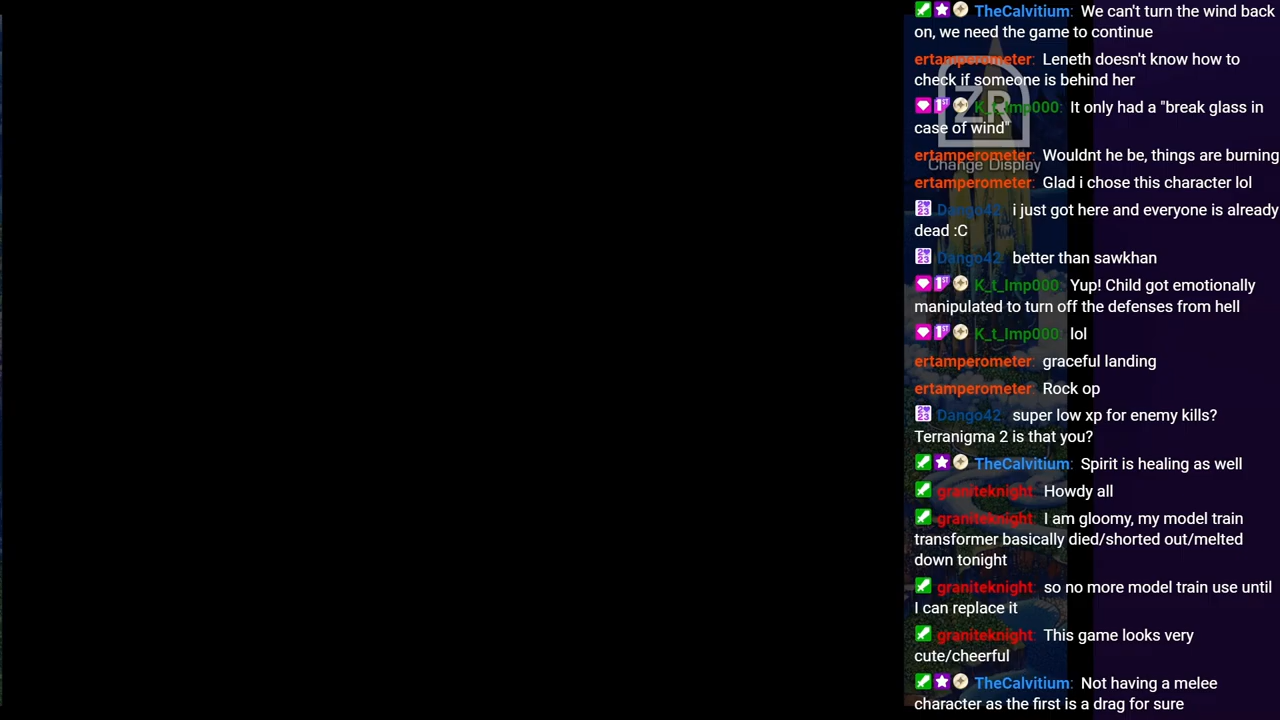 TheCalvitium: We can't turn the wind back
on, we need the game to continue
ertamperometer: Leneth doesn't know how to
check if someone is behind her
ZR
K_t_Imp000: It only had a "break glass in
case of wind"
ertamperometer: Wouldnt he be, things are burning
Change Display
ertamperometer: Glad i chose this character lol
Dango42: i just got here and everyone is already
dead :C
Dango42: better than sawkhan
K_t_Imp000: Yup! Child got emotionally
manipulated to turn off the defenses from hell
K_t_Imp000: lol
ertamperometer: graceful landing
ertamperometer: Rock op
Dango42: super low xp for enemy kills?
Terranigma 2 is that you?
TheCalvitium: Spirit is healing as well
graniteknight: Howdy all
graniteknight: I am gloomy, my model train
transformer basically died/shorted out/melted
down tonight
graniteknight: so no more model train use until
I can replace it
graniteknight: This game looks very
cute/cheerful
TheCalvitium: Not having a melee
character as the first is a drag for sure